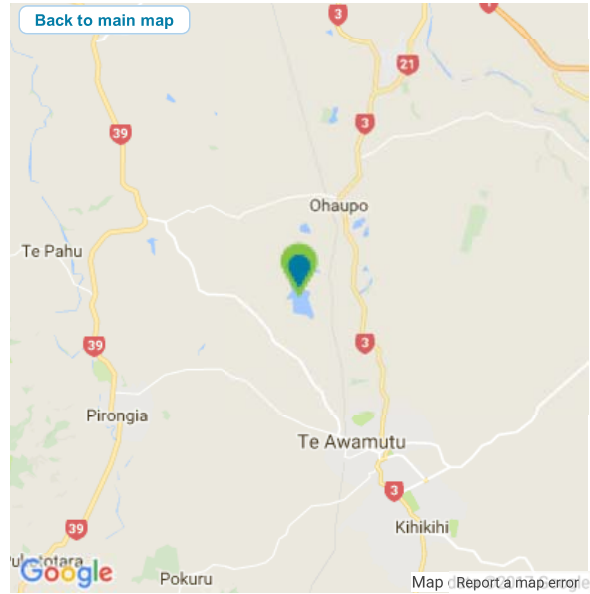 Back to main map
3
1
21
39
3
Ohaupo
Te Pahu
39
3
Pirongia
Te Awamutu
3
Kihikihi
39
Google
Pokuru
Map
Report a map error